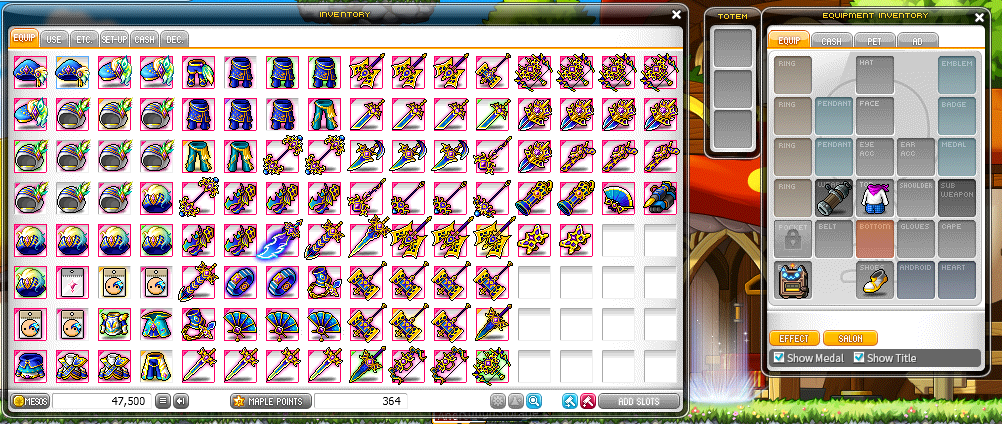 INVENTORY
EQUIP USE ETC. SET-UP CASH DEC.
MESOS 47,500 MAPLE POINTS 364 ADD SLOTS
TOTEM
EQUIPMENT INVENTORY
EQUIP CASH PET AD
RING HAT EMBLEM
RING PENDANT FACE BADGE
RING PENDANT EYE ACC EAR ACC MEDAL
RING SHOULDER SUB WEAPON
POCKET BELT BOTTOM GLOVES CAPE
SHOES ANDROID HEART
EFFECT SALON
Show Medal Show Title